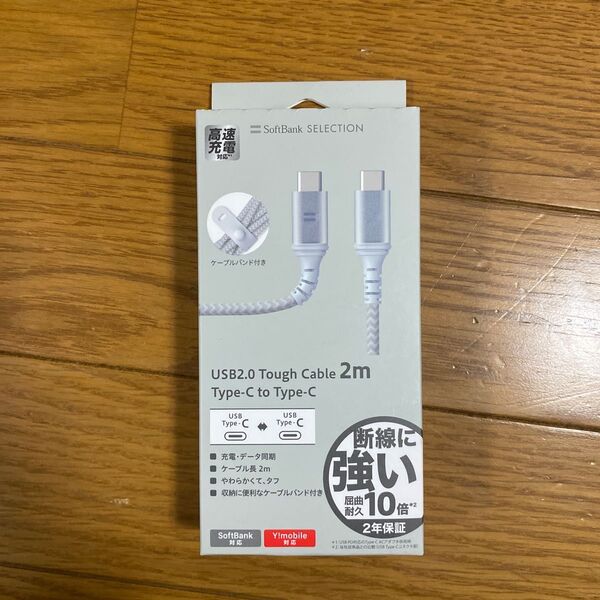 SoftBank SELECTION
高速
充電
対応*1
ケーブルバンド付き
USB2.0 Tough Cable 2m
Type-C to Type-C
USB Type-C
USB Type-C
充電・データ同期
ケーブル長 2m
やわらかくて、タフ
収納に便利なケーブルバンド付き
断線に
強い
屈曲耐久10倍*2
2年保証
SoftBank 対応
Y!mobile 対応